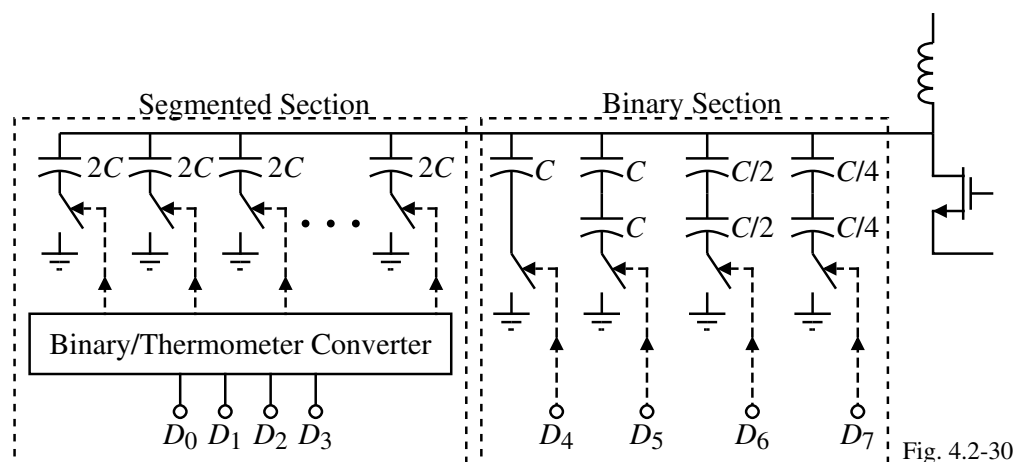 Segmented Section
Binary Section
2C 2C 2C 2C C C C/2 C/4
C C/2 C/4
Binary/Thermometer Converter
D0 D1 D2 D3 D4 D5 D6 D7
Fig. 4.2-30